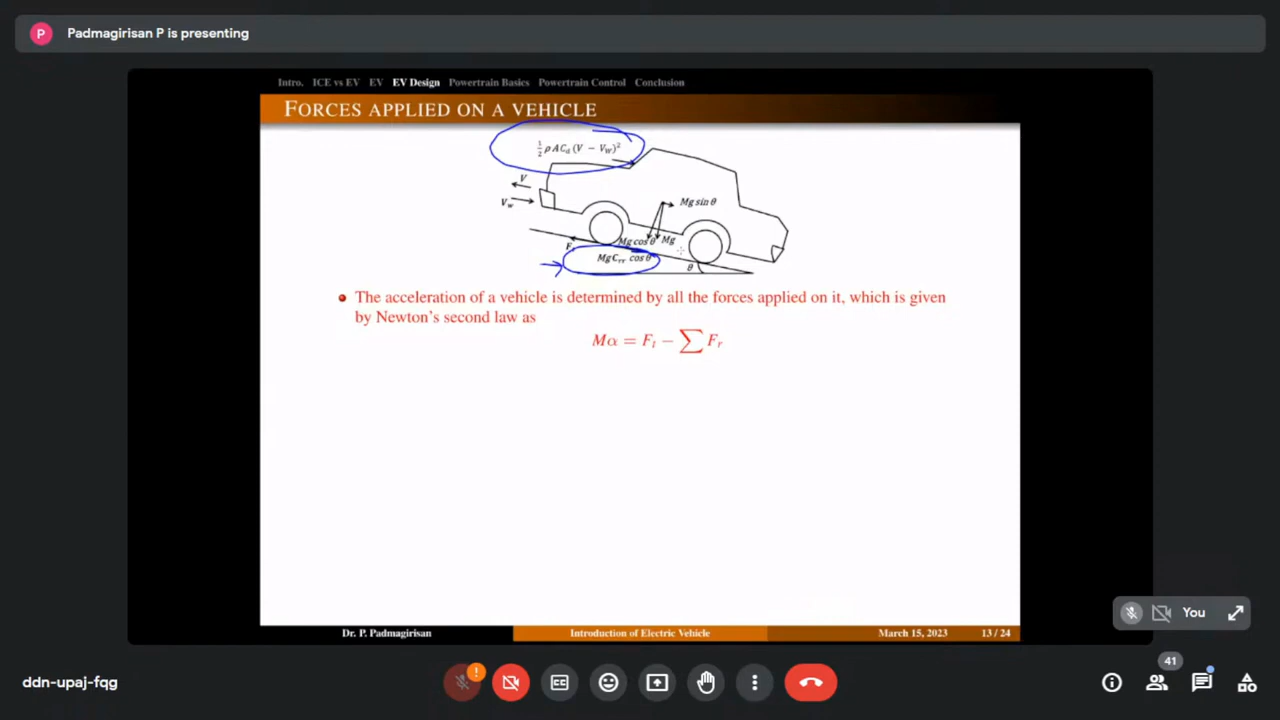 P Padmagirisan P is presenting
Intro. ICE vs EV EV EV Design Powertrain Basics Powertrain Control Conclusion
FORCES APPLIED ON A VEHICLE
½ ρ A C_d (V − V_W)²
V
V_w
Mg sin θ
Mg cos θ Mg
F
MgC_rr cos θ
θ
The acceleration of a vehicle is determined by all the forces applied on it, which is given
by Newton's second law as
Mα = F_t − ∑ F_r
You
Dr. P. Padmagirisan Introduction of Electric Vehicle March 15, 2023 13 / 24
41
ddn-upaj-fqg
CC